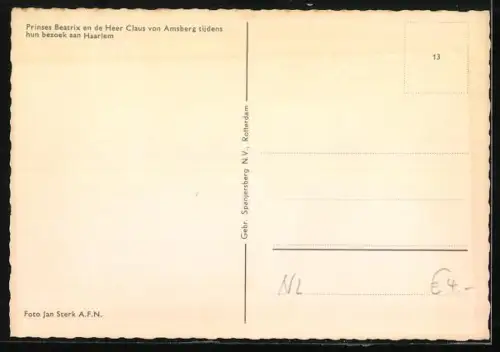 Prinses Beatrix en de Heer Claus von Amsberg tijdens
hun bezoek aan Haarlem
13
Gebr. Spanjersberg N.V., Rotterdam
NL
€4.-
Foto Jan Sterk A.F.N.